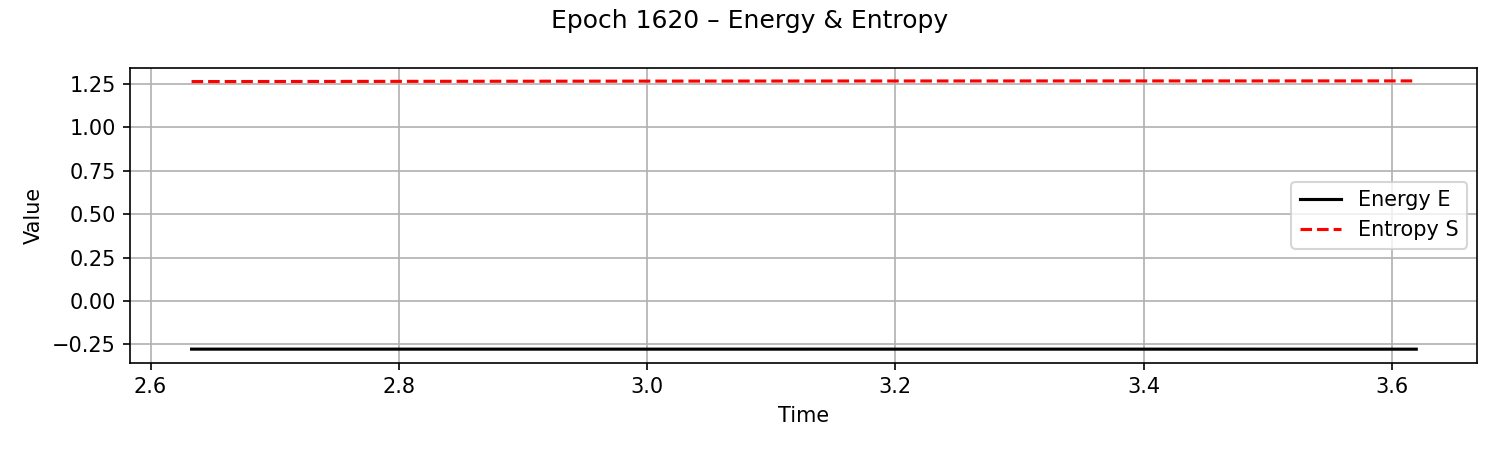 Epoch 1620 – Energy & Entropy
1.25
1.00
0.75
0.50
0.25
0.00
−0.25
Value
Energy E
Entropy S
2.6 2.8 3.0 3.2 3.4 3.6
Time